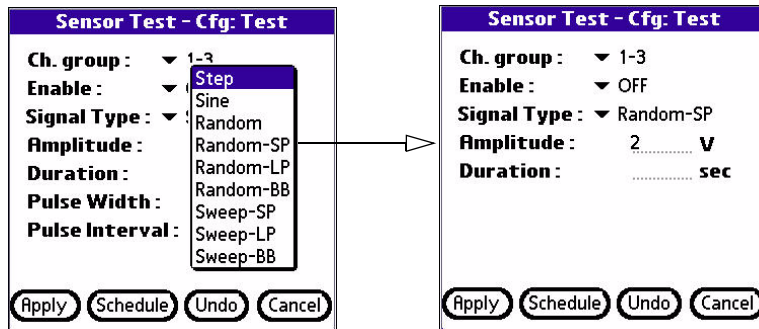 Sensor Test - Cfg: Test
Ch. group : 1-3
Enable :
Signal Type :
Amplitude :
Duration :
Pulse Width :
Pulse Interval :
Step
Sine
Random
Random-SP
Random-LP
Random-BB
Sweep-SP
Sweep-LP
Sweep-BB
Apply Schedule Undo Cancel
Sensor Test - Cfg: Test
Ch. group : 1-3
Enable : OFF
Signal Type : Random-SP
Amplitude : 2 V
Duration : sec
Apply Schedule Undo Cancel